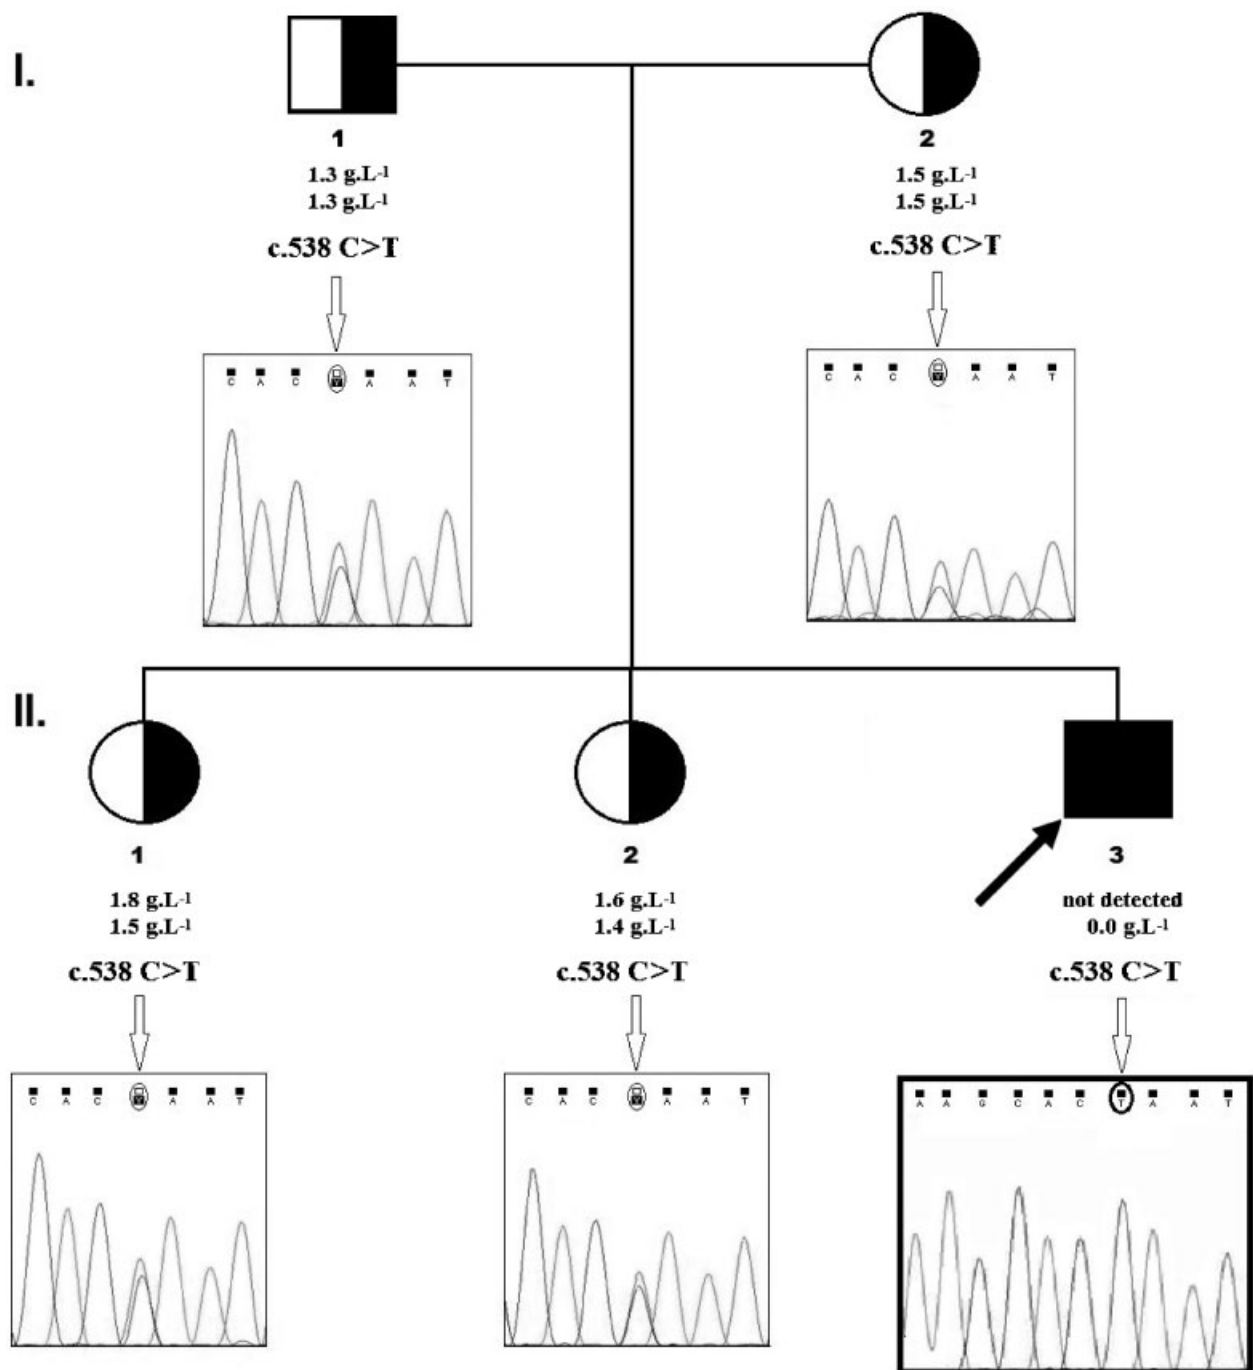 I.
1
2
1.3 g.L-1
1.5 g.L-1
1.3 g.L-1
1.5 g.L-1
c.538 C>T
c.538 C>T
C A C Y A A T
C A C Y A A T
II.
1
2
3
1.8 g.L-1
1.6 g.L-1
not detected
1.5 g.L-1
1.4 g.L-1
0.0 g.L-1
c.538 C>T
c.538 C>T
c.538 C>T
C A C Y A A T
C A C Y A A T
A A G C A C T A A T